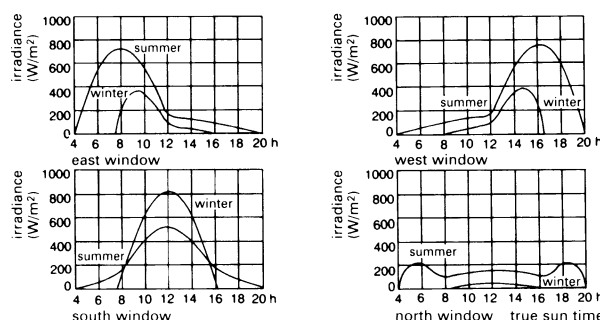 irradiance (W/m²)
1000
800
600
400
200
0
summer
winter
4 6 8 10 12 14 16 18 20 h
east window
irradiance (W/m²)
1000
800
600
400
200
0
summer
winter
4 6 8 10 12 14 16 18 20 h
west window
irradiance (W/m²)
1000
800
600
400
200
0
winter
summer
4 6 8 10 12 14 16 18 20 h
south window
irradiance (W/m²)
1000
800
600
400
200
0
summer
winter
4 6 8 10 12 14 16 18 20 h
north window true sun time